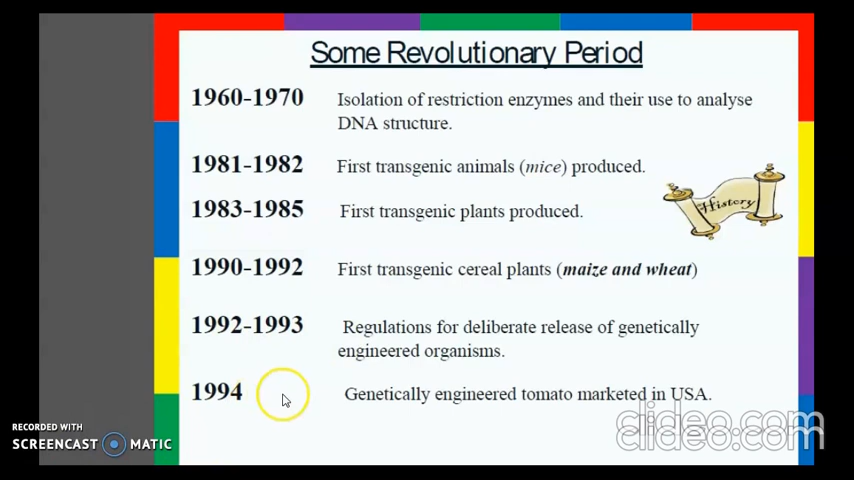 Some Revolutionary Period
1960-1970 Isolation of restriction enzymes and their use to analyse
DNA structure.
1981-1982 First transgenic animals (mice) produced.
History
1983-1985 First transgenic plants produced.
1990-1992 First transgenic cereal plants (maize and wheat)
1992-1993 Regulations for deliberate release of genetically
engineered organisms.
1994 Genetically engineered tomato marketed in USA.
clideo.com
clideo.com
RECORDED WITH
SCREENCAST MATIC